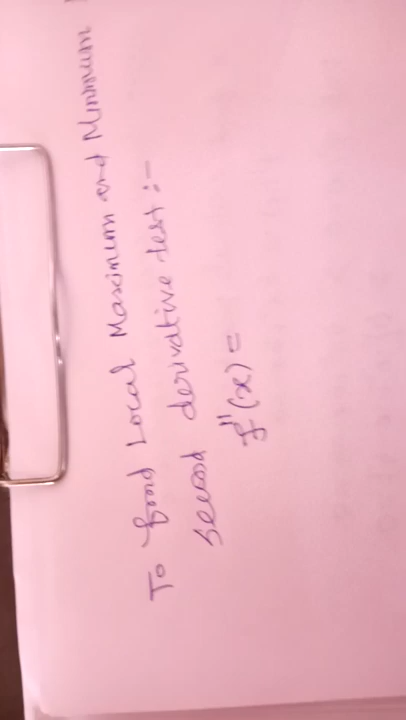 To find Local Maximum and Minimum
second derivative test :-
f"(x) =